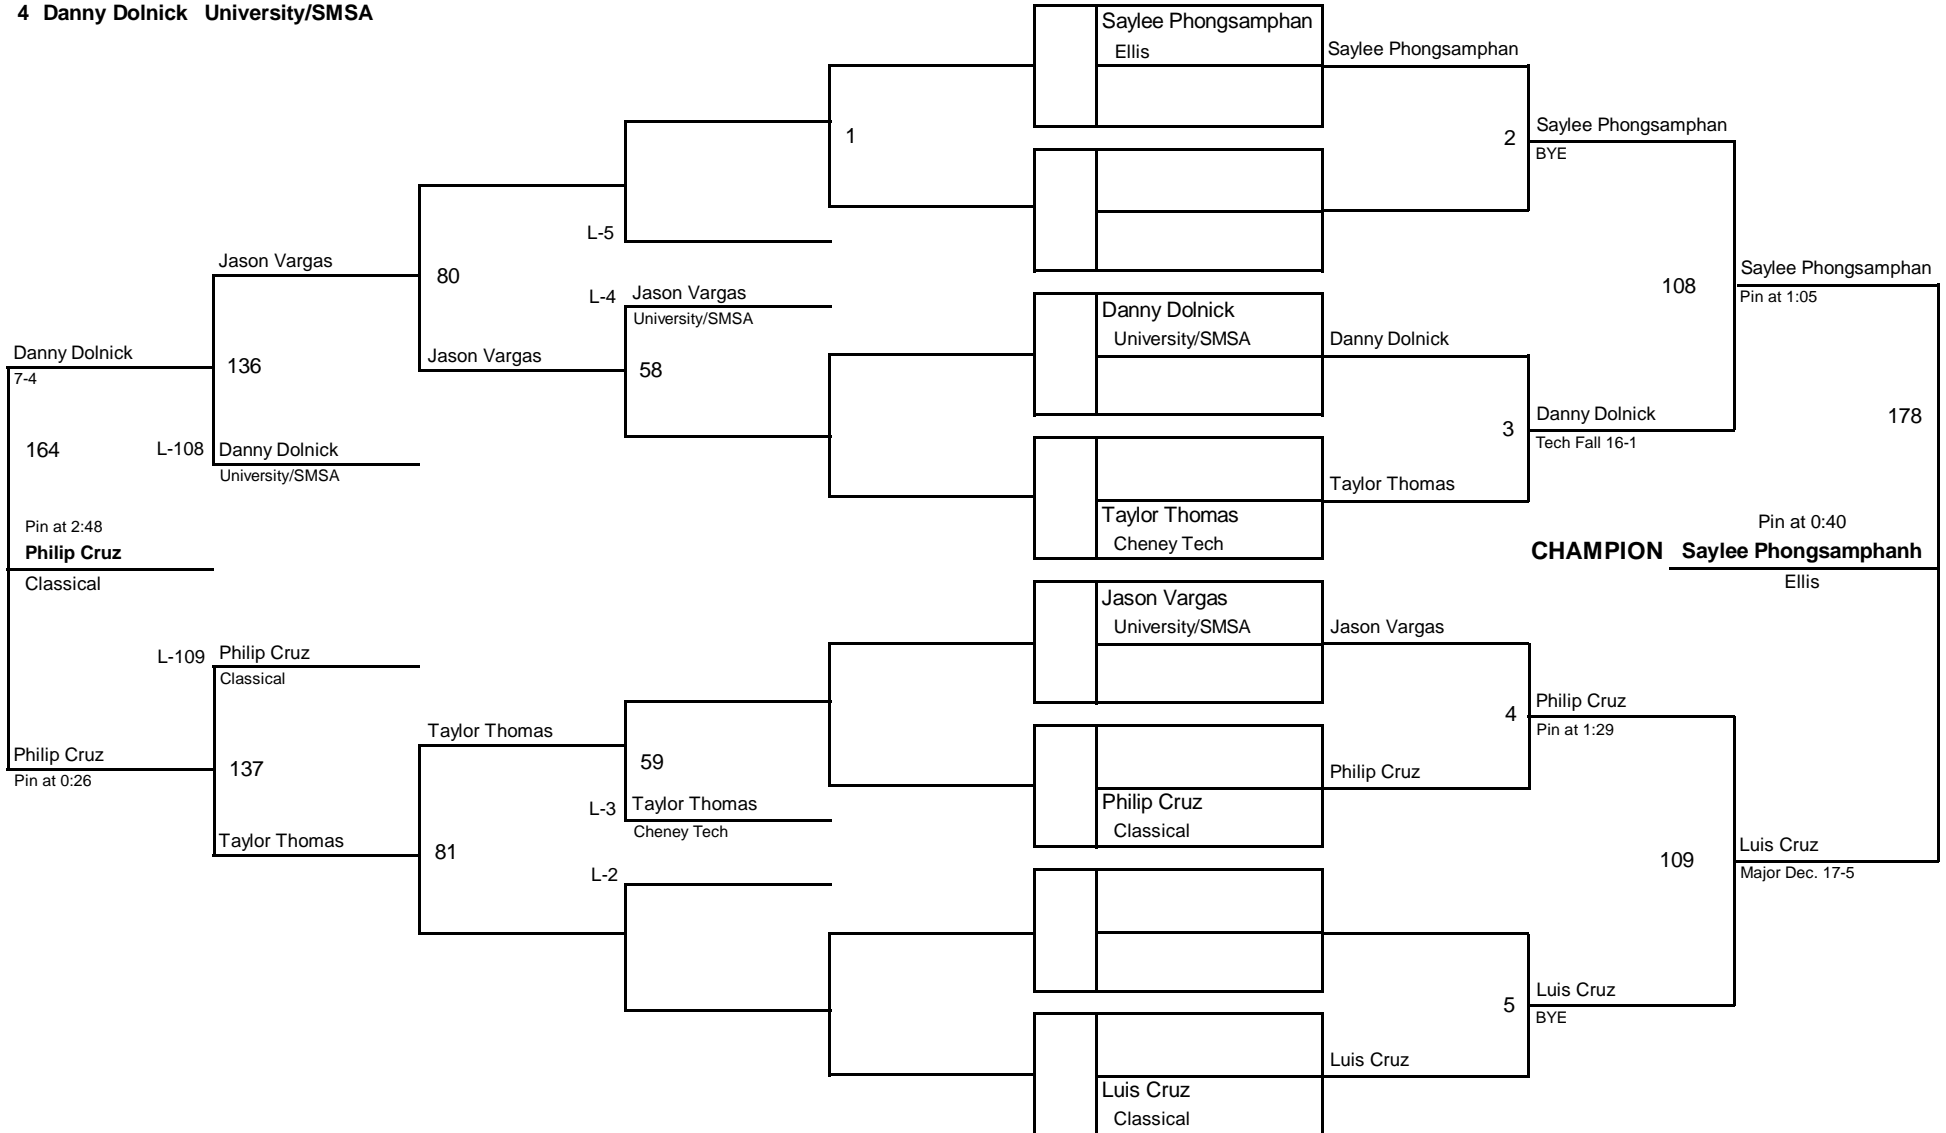 4 Danny Dolnick University/SMSA
Saylee Phongsamphan
Ellis
Saylee Phongsamphan
1
2
Saylee Phongsamphan
BYE
L-5
Jason Vargas
80
108
Saylee Phongsamphan
Pin at 1:05
L-4
Jason Vargas
University/SMSA
Danny Dolnick
University/SMSA
Danny Dolnick
Danny Dolnick
7-4
136
Jason Vargas
58
178
164
L-108
Danny Dolnick
University/SMSA
3
Danny Dolnick
Tech Fall 16-1
Taylor Thomas
Taylor Thomas
Cheney Tech
Pin at 2:48
Philip Cruz
Classical
Pin at 0:40
CHAMPION Saylee Phongsamphanh
Ellis
Jason Vargas
University/SMSA
Jason Vargas
L-109
Philip Cruz
Classical
4
Philip Cruz
Pin at 1:29
Taylor Thomas
Philip Cruz
Pin at 0:26
137
59
Philip Cruz
L-3
Taylor Thomas
Cheney Tech
Philip Cruz
Classical
Taylor Thomas
81
109
Luis Cruz
Major Dec. 17-5
L-2
5
Luis Cruz
BYE
Luis Cruz
Luis Cruz
Classical